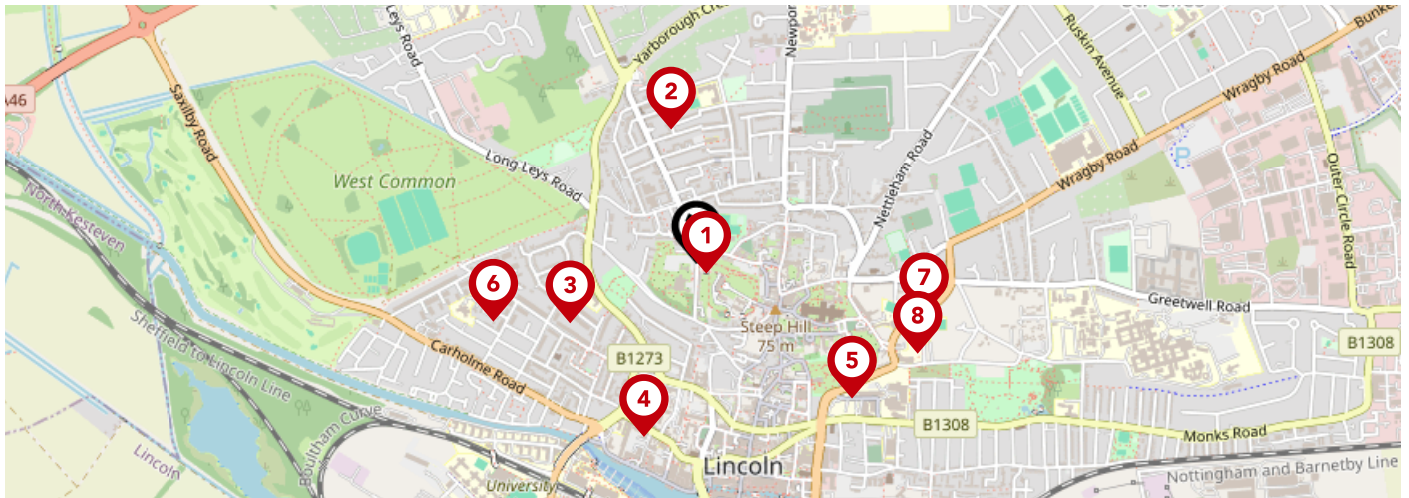 Leys Road
Yarborough Cre
Newpor
Ruskin Avenue
Bunke
A46
Saxilby Road
2
Wragby Road
Long Leys Road
Wragby Road
P
West Common
Nettleham Road
Outer Circle Road
North Kesteven
1
6
3
7
Greetwell Road
8
Steep Hill
75 m
Sheffield to Lincoln Line
Carholme Road
B1273
5
B1308
4
B1308
Boultham Curve
Monks Road
Lincoln
Lincoln
University
Nottingham and Barnetby Line